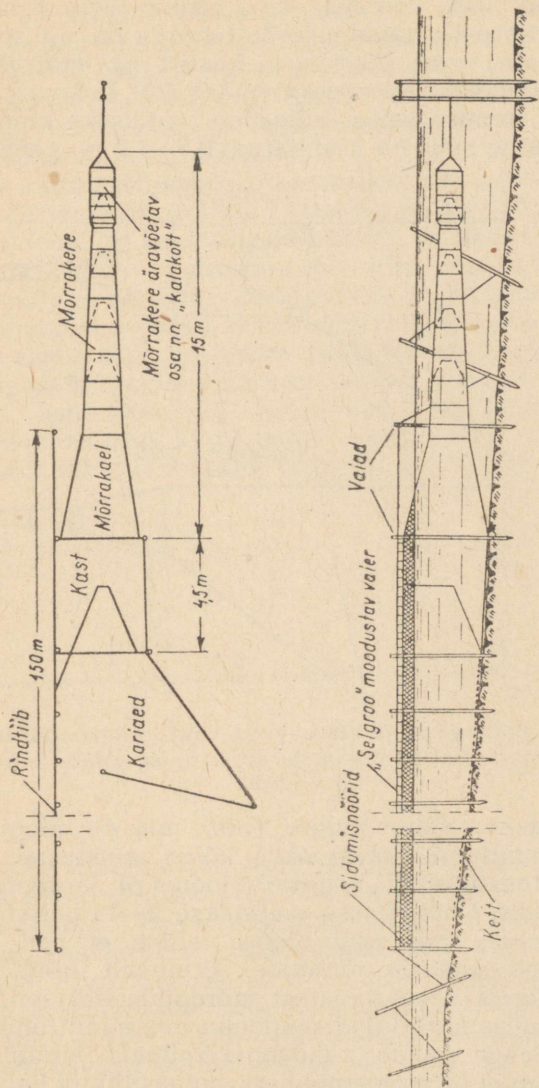 Rindtiib
150 m
Kariaed
Kast
4,5 m
Mõrrakael
Mõrrakere
Mõrrakere äravõetav
osa nn. „kalakott"
15 m
Sidumisnöörid
„Selgroo" moodustav vaier
Vaiad
Kett